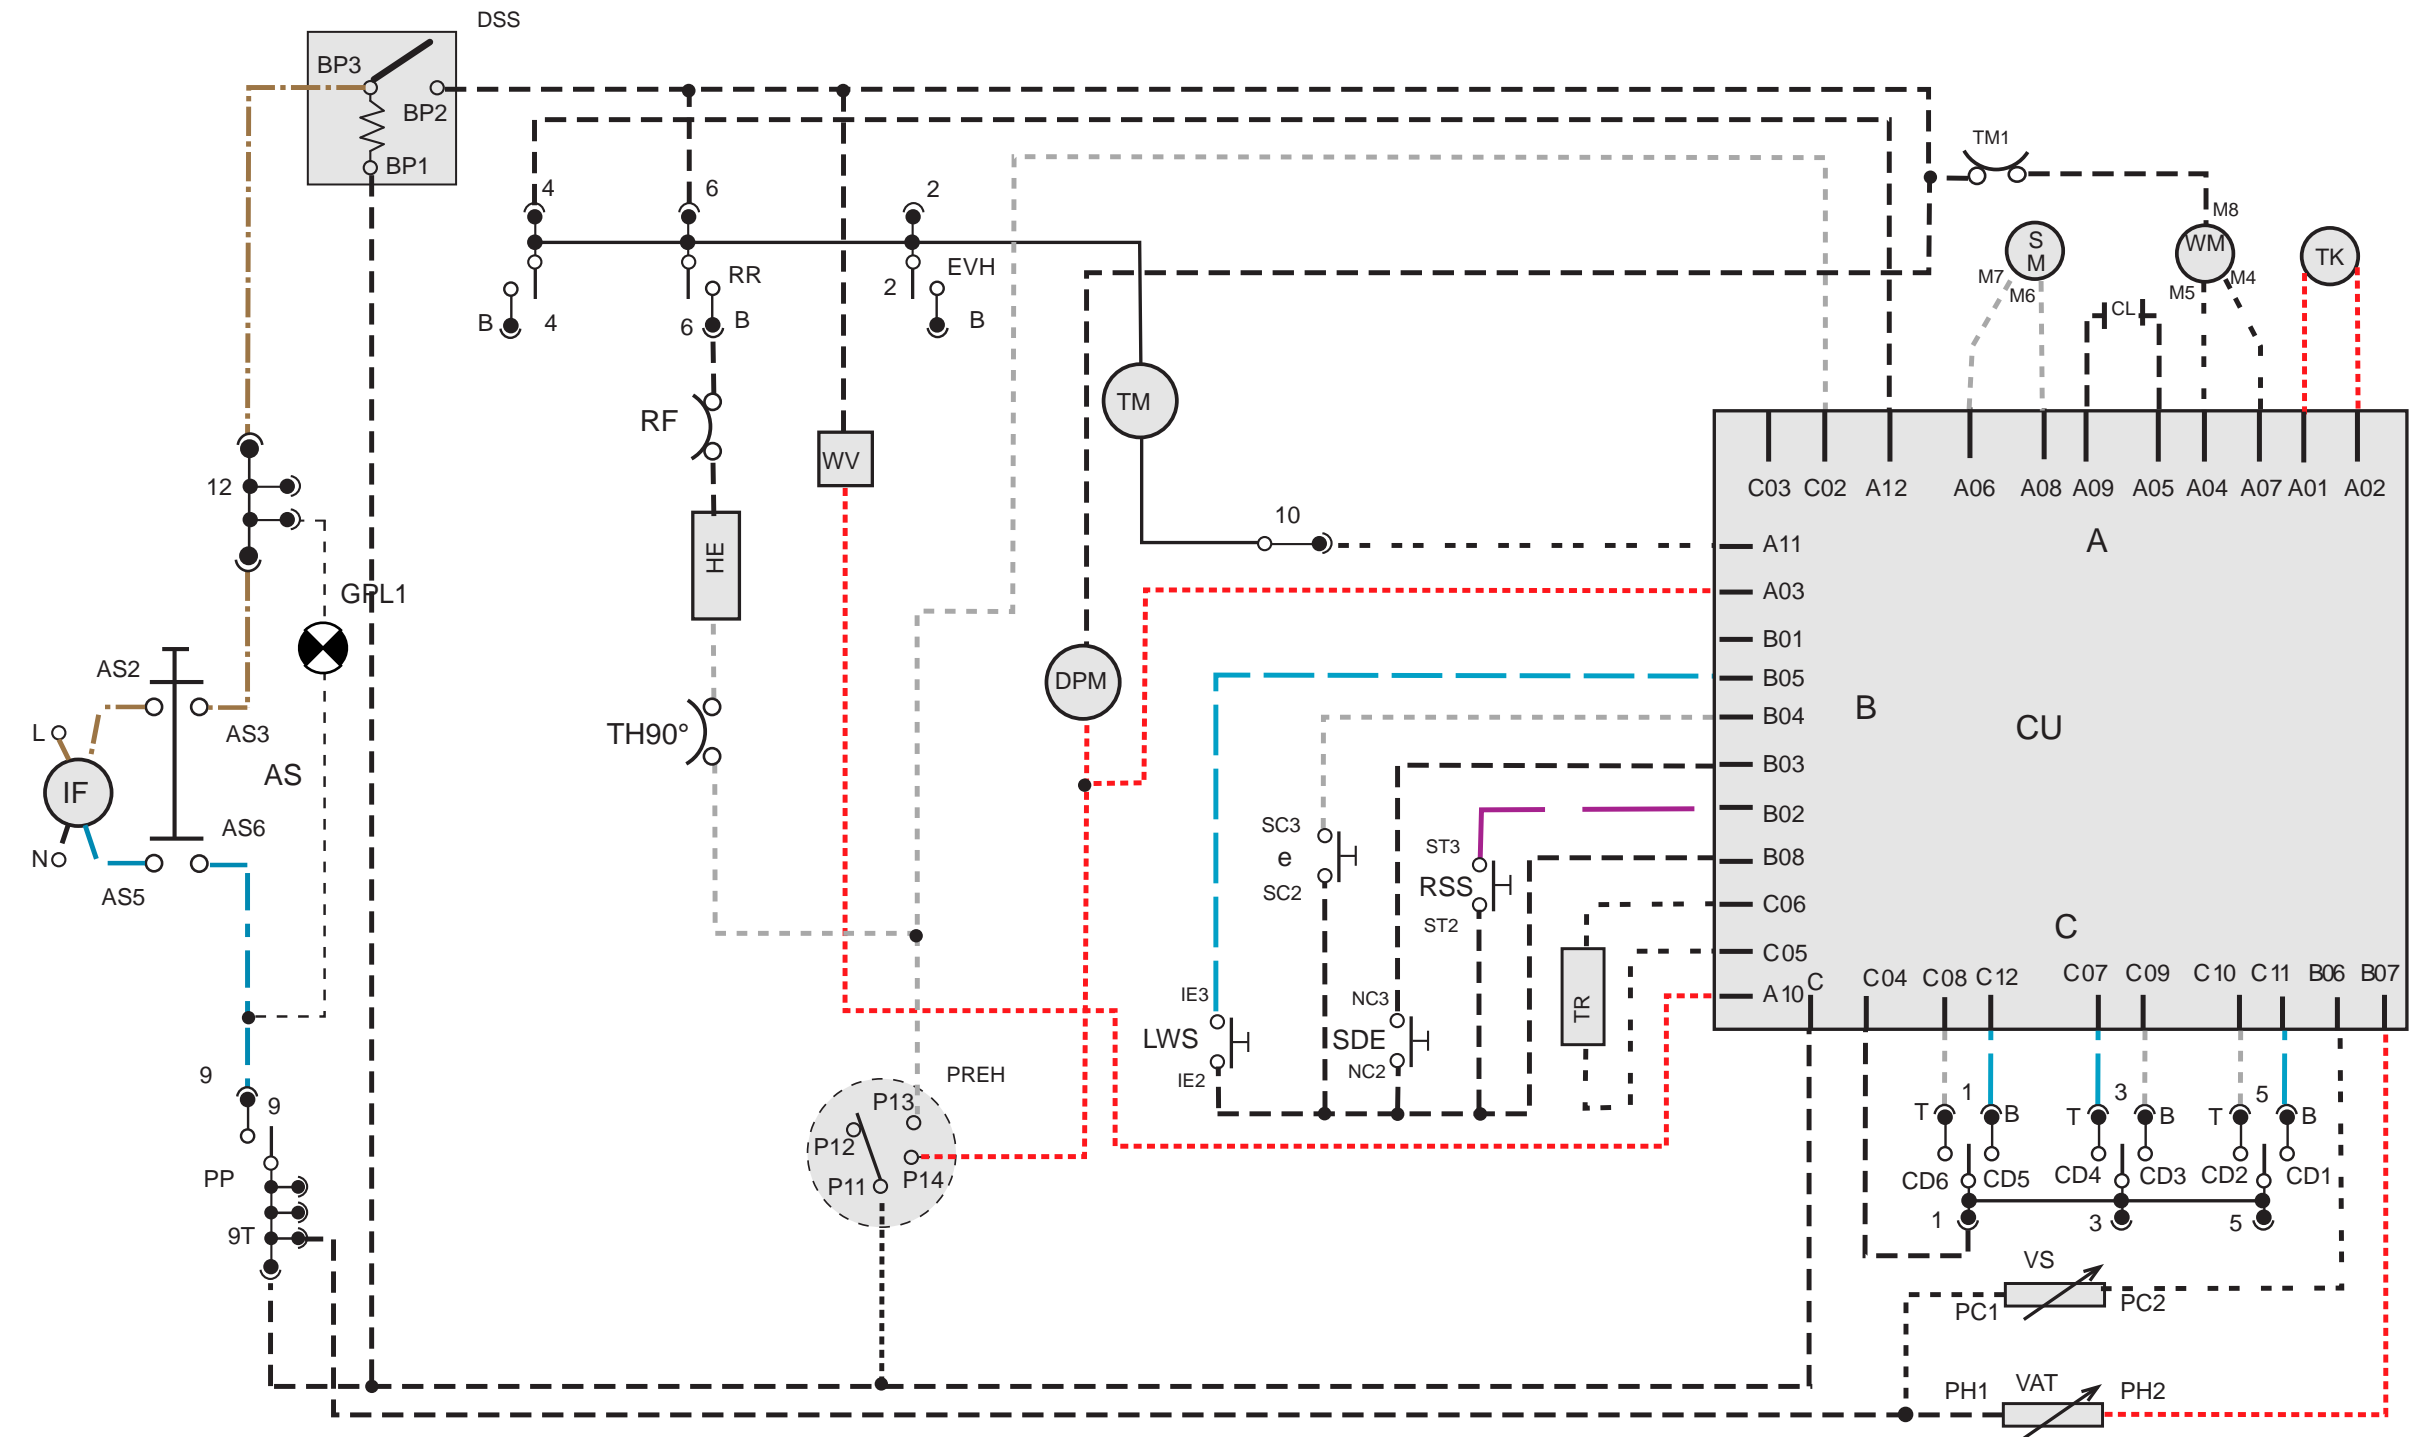 DSS
BP3
BP2
BP1
TM1
4
6
2
M8
S
M
WM
TK
RR
EVH
M7
M6
M5
M4
2
CL
B
4
6
B
B
TM
RF
WV
12
C03
C02
A12
A06
A08
A09
A05
A04
A07
A01
A02
10
HE
A11
A
A03
GPL1
B01
AS2
DPM
B05
B
B04
CU
L
AS3
TH90°
B03
AS
IF
B02
AS6
SC3
ST3
N
e
B08
AS5
SC2
RSS
C06
ST2
C
C05
A10
C
C04
C08
C12
C07
C09
C10
C11
B06
B07
IE3
NC3
TR
LWS
SDE
9
PREH
IE2
NC2
9
P13
T
1
B
T
3
B
T
5
B
P12
PP
P11
P14
CD6
CD5
CD4
CD3
CD2
CD1
9T
1
3
5
VS
PC1
PC2
PH1
VAT
PH2